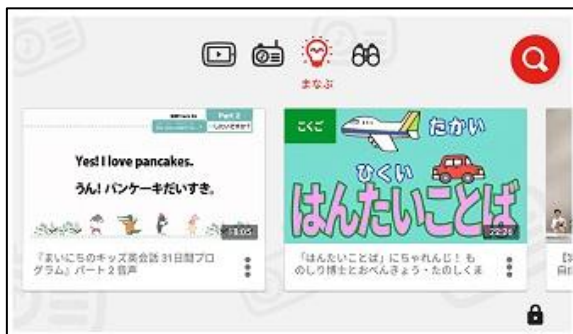 まなぶ
Part 2
Yes! I love pancakes.
うん! パンケーキだいすき。
18:05
『まいにちのキッズ英会話 31日間プロ
グラム』パート2 音声
こくご
たかい
ひくい
はんたいことば
22:26
「はんたいことば」にちゃれんじ! も
のしり博士とおべんきょう・たのしくま